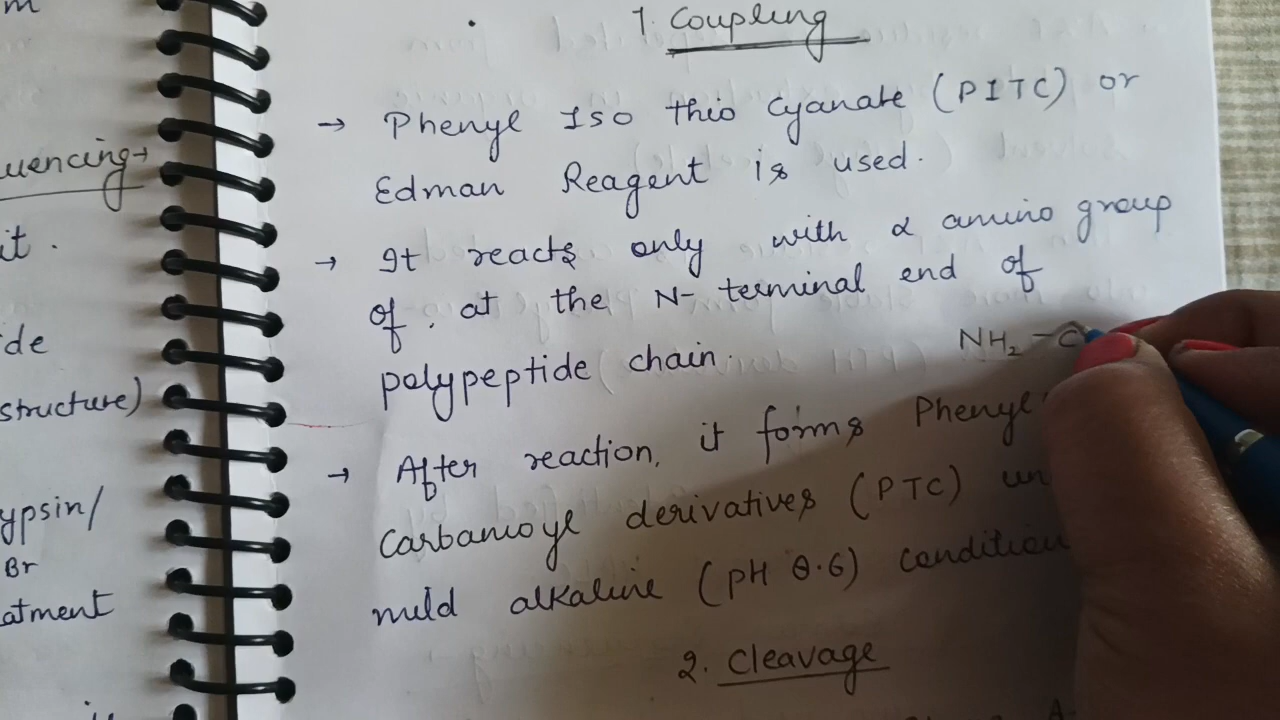 m
uencing→
it.
de
structure)
ypsin/
Br
atment
1. Coupling
→ Phenyl Iso thio Cyanate (PITC) or
Edman Reagent is used.
→ It reacts only with α amino group
of. at the N- terminal end of
polypeptide chain.
NH₂ - C
→ After reaction, it forms Phenyl
Carbamoyl derivatives (PTC) un
mild alkaline (pH 8.6) condition
2. Cleavage